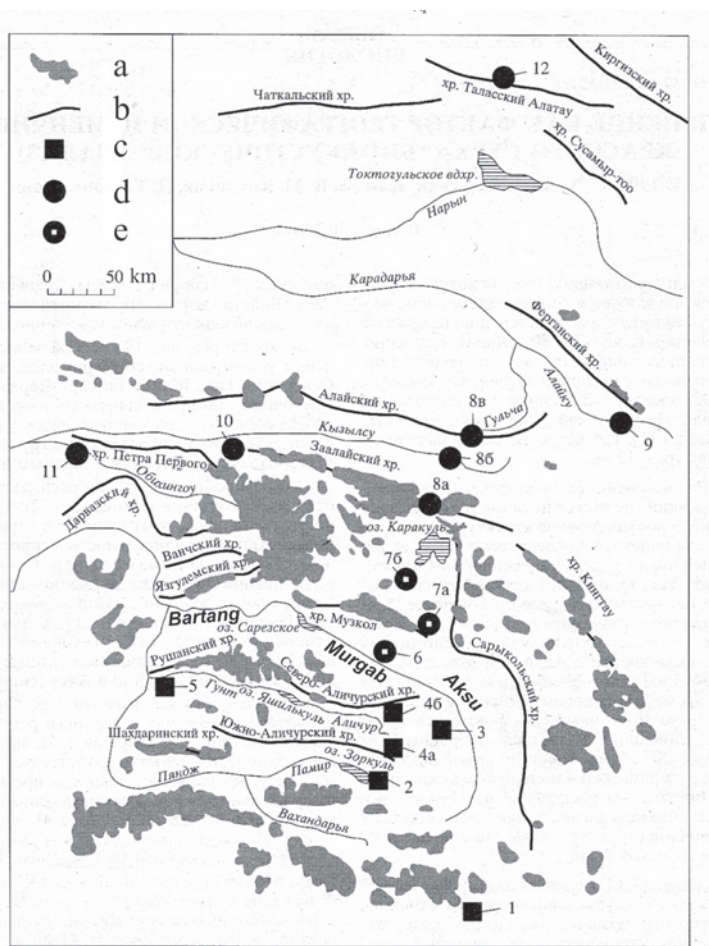 a
b
c
d
e
0 50 km
12
Киргизский хр.
хр. Таласский Алатау
Чаткальский хр.
хр. Сусамыр-тоо
Токтогульское вдхр.
Нарын
Карадарья
Ферганский хр.
Алайку
Гульча
Алайский хр.
8в
9
Кызылсу
10
8б
хр. Петра Первого
Заалайский хр.
11
Обихингоу
8а
Дарвазский хр.
оз. Каракуль
Ванчский хр.
7б
хр. Кингтау
Язгулемский хр.
7а
Bartang
хр. Музкол
оз. Сарезское
6
Murgab
Сарыкольский хр.
Рушанский хр.
Северо-Аличурский хр.
Aksu
5
Гунт
оз. Яшилькуль
Аличур
4б
3
Шахдаринский хр.
Южно-Аличурский хр.
4а
оз. Зоркуль
Пяндж
Памир
2
Вахандарья
1